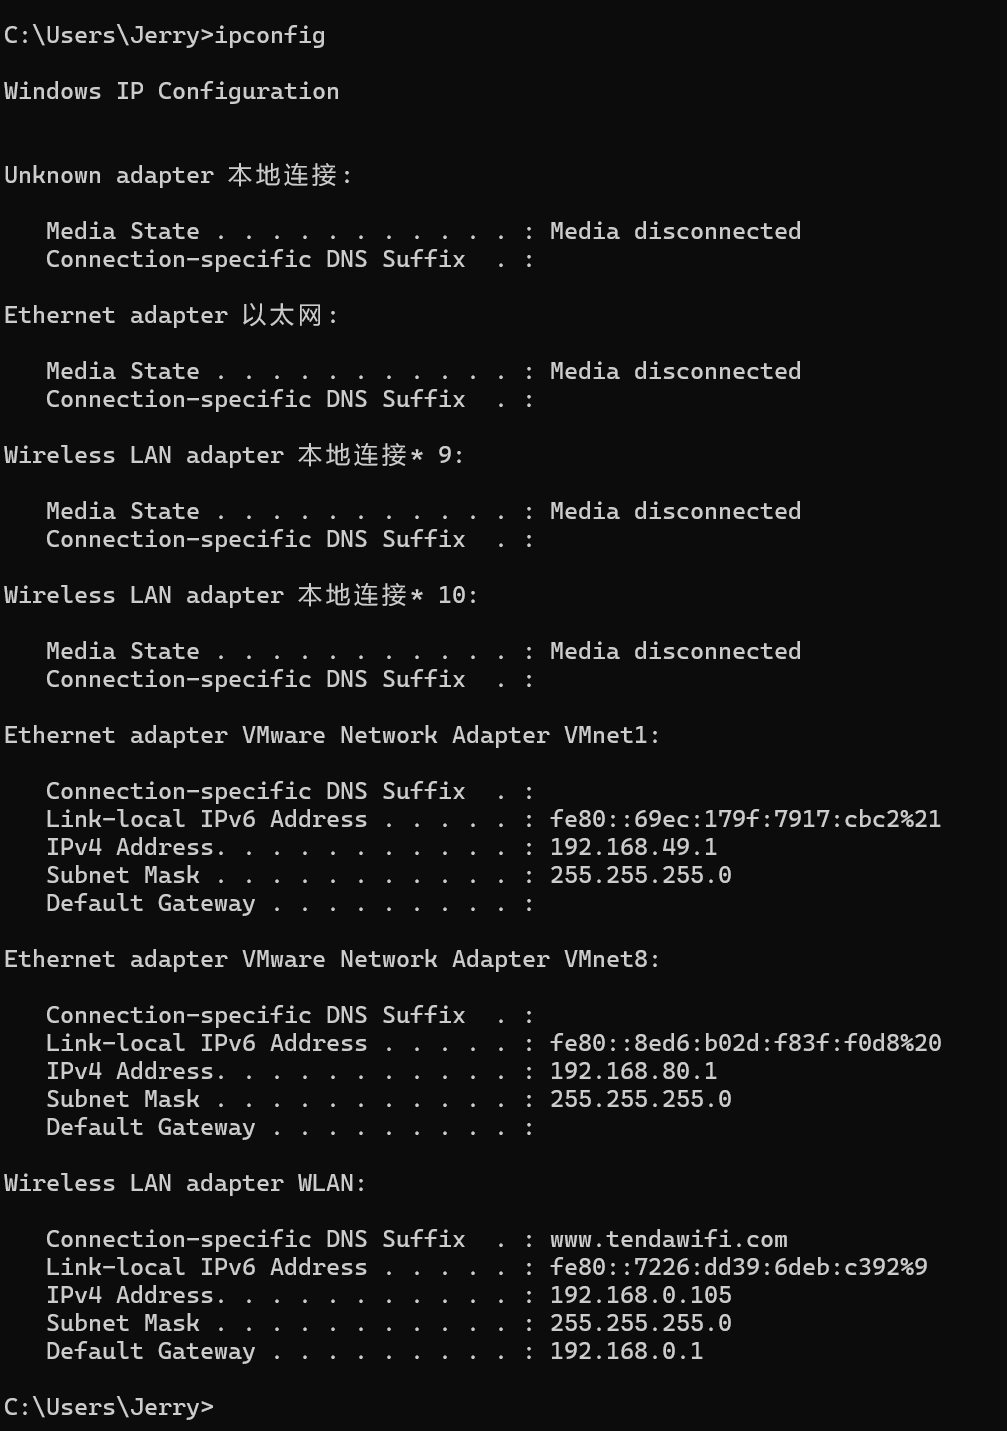 C:\Users\Jerry>ipconfig
Windows IP Configuration
Unknown adapter 本地连接:
   Media State . . . . . . . . . . . : Media disconnected
   Connection-specific DNS Suffix  . :
Ethernet adapter 以太网:
   Media State . . . . . . . . . . . : Media disconnected
   Connection-specific DNS Suffix  . :
Wireless LAN adapter 本地连接* 9:
   Media State . . . . . . . . . . . : Media disconnected
   Connection-specific DNS Suffix  . :
Wireless LAN adapter 本地连接* 10:
   Media State . . . . . . . . . . . : Media disconnected
   Connection-specific DNS Suffix  . :
Ethernet adapter VMware Network Adapter VMnet1:
   Connection-specific DNS Suffix  . :
   Link-local IPv6 Address . . . . . : fe80::69ec:179f:7917:cbc2%21
   IPv4 Address. . . . . . . . . . . : 192.168.49.1
   Subnet Mask . . . . . . . . . . . : 255.255.255.0
   Default Gateway . . . . . . . . . :
Ethernet adapter VMware Network Adapter VMnet8:
   Connection-specific DNS Suffix  . :
   Link-local IPv6 Address . . . . . : fe80::8ed6:b02d:f83f:f0d8%20
   IPv4 Address. . . . . . . . . . . : 192.168.80.1
   Subnet Mask . . . . . . . . . . . : 255.255.255.0
   Default Gateway . . . . . . . . . :
Wireless LAN adapter WLAN:
   Connection-specific DNS Suffix  . : www.tendawifi.com
   Link-local IPv6 Address . . . . . : fe80::7226:dd39:6deb:c392%9
   IPv4 Address. . . . . . . . . . . : 192.168.0.105
   Subnet Mask . . . . . . . . . . . : 255.255.255.0
   Default Gateway . . . . . . . . . : 192.168.0.1
C:\Users\Jerry>